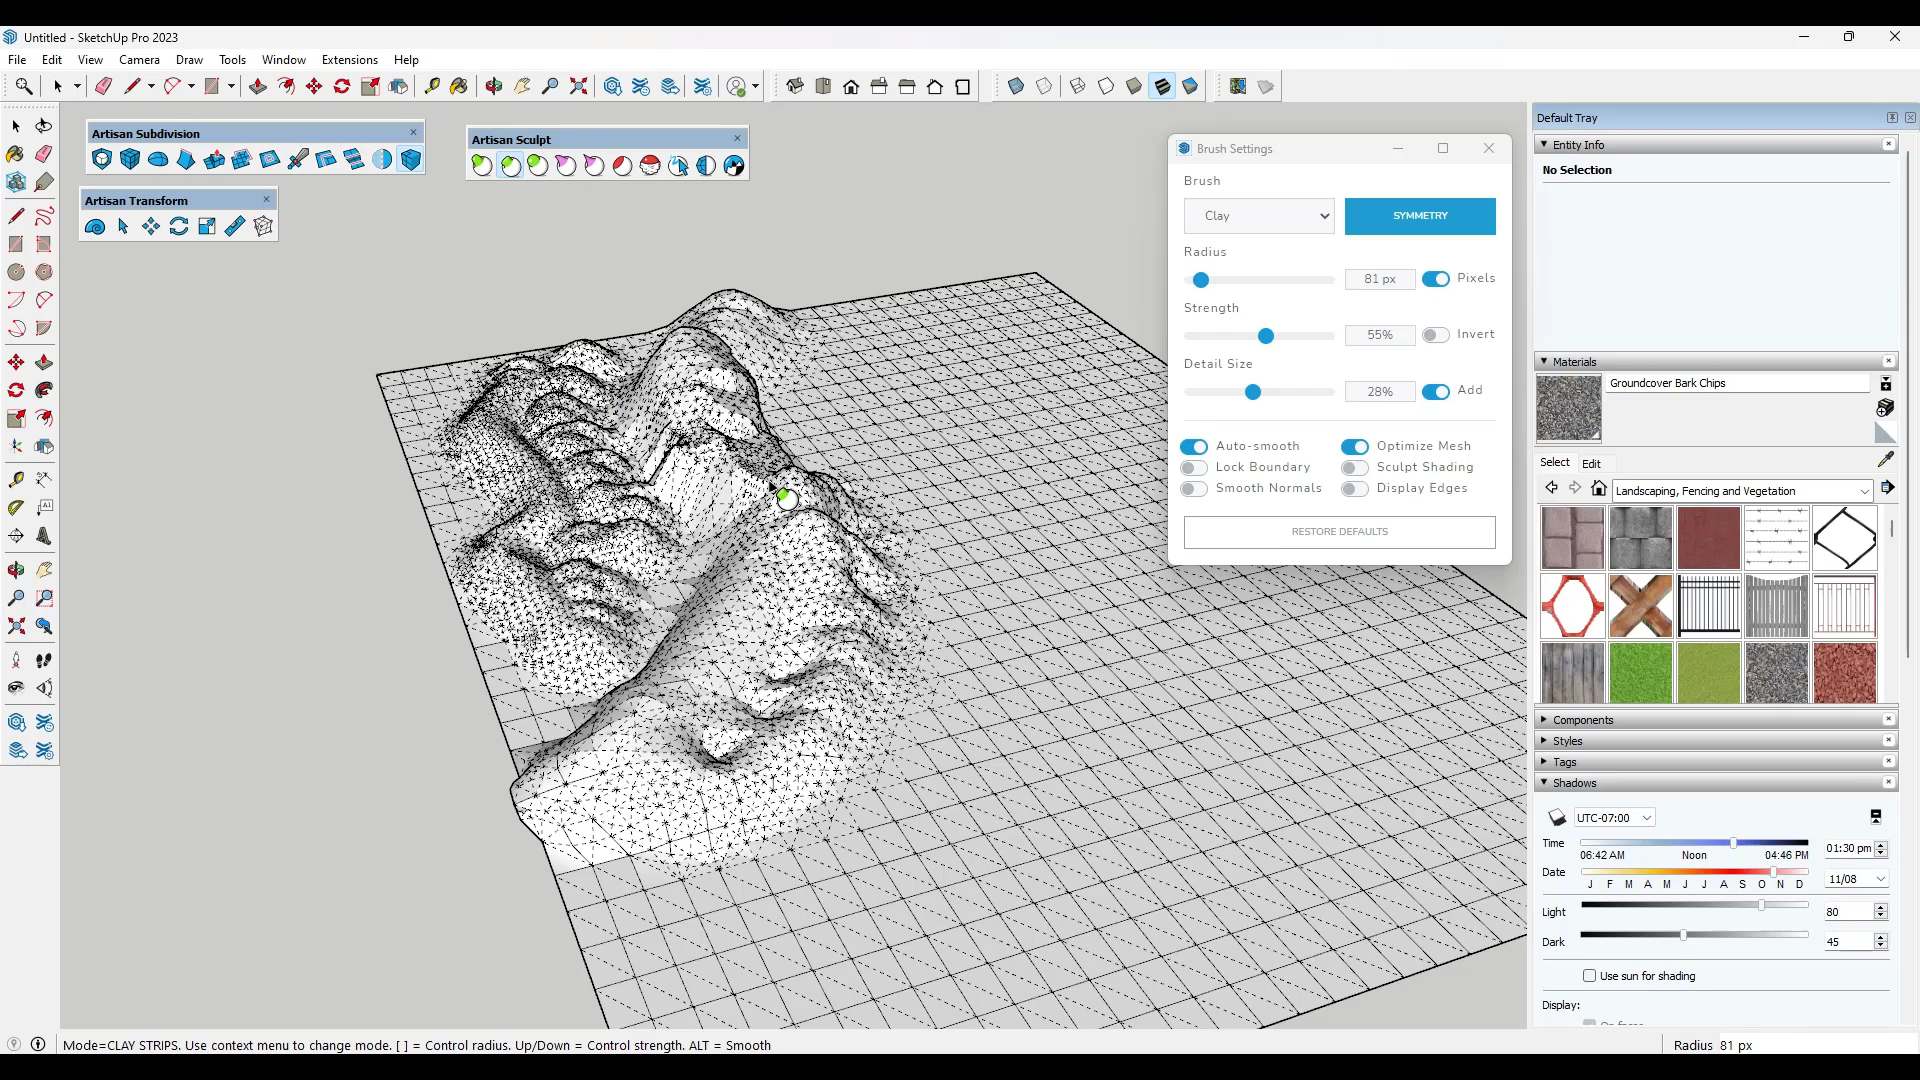 Untitled - SketchUp Pro 2023
File Edit View Camera Draw Tools Window Extensions Help
Artisan Subdivision
Artisan Sculpt
Artisan Transform
Brush Settings
Brush
Clay
SYMMETRY
Radius
81 px
Pixels
Strength
55%
Invert
Detail Size
28%
Add
Auto-smooth
Optimize Mesh
Lock Boundary
Sculpt Shading
Smooth Normals
Display Edges
RESTORE DEFAULTS
Default Tray
Entity Info
No Selection
Materials
Groundcover Bark Chips
Select Edit
Landscaping, Fencing and Vegetation
Components
Styles
Tags
Shadows
UTC-07:00
Time
06:42 AM Noon 04:46 PM
01:30 pm
Date
J F M A M J J A S O N D
11/08
Light
80
Dark
45
Use sun for shading
Display:
Mode=CLAY STRIPS. Use context menu to change mode. [ ] = Control radius. Up/Down = Control strength. ALT = Smooth
Radius 81 px